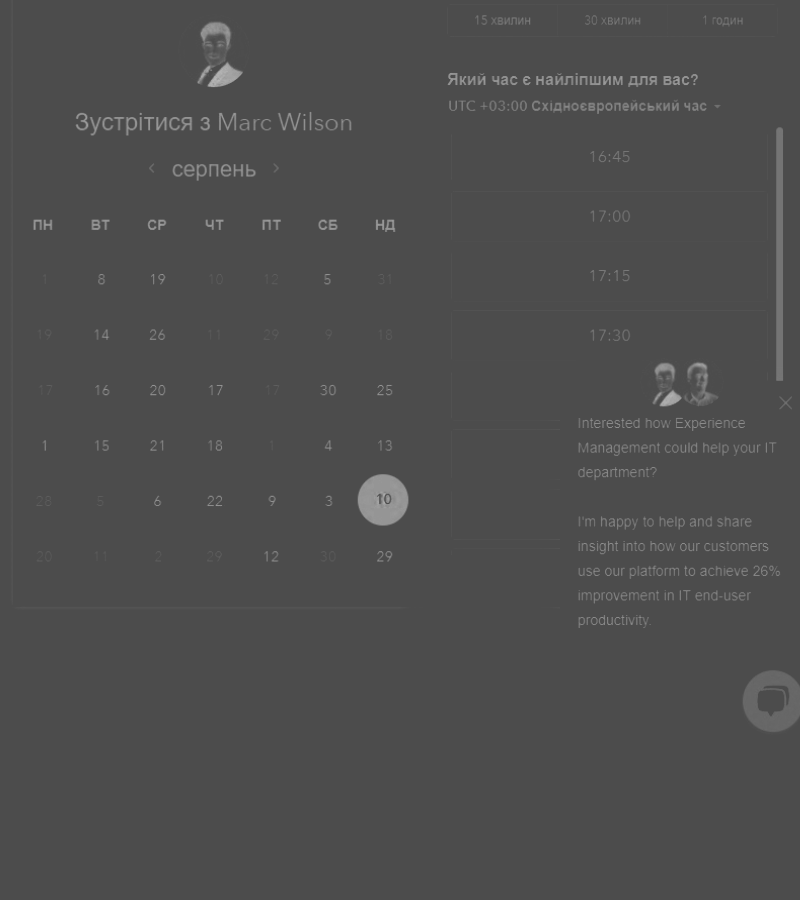 Зустрітися з Marc Wilson
серпень
ПН ВТ СР ЧТ ПТ СБ НД
1 8 19 10 12 5 31
19 14 26 11 29 9 18
17 16 20 17 17 30 25
1 15 21 18 1 4 13
28 5 6 22 9 3 10
20 11 2 29 12 30 29
15 хвилин 30 хвилин 1 годин
Який час є найліпшим для вас?
UTC +03:00 Східноєвропейський час
16:45
17:00
17:15
17:30
Interested how Experience
Management could help your IT
department?
I'm happy to help and share
insight into how our customers
use our platform to achieve 26%
improvement in IT end-user
productivity.